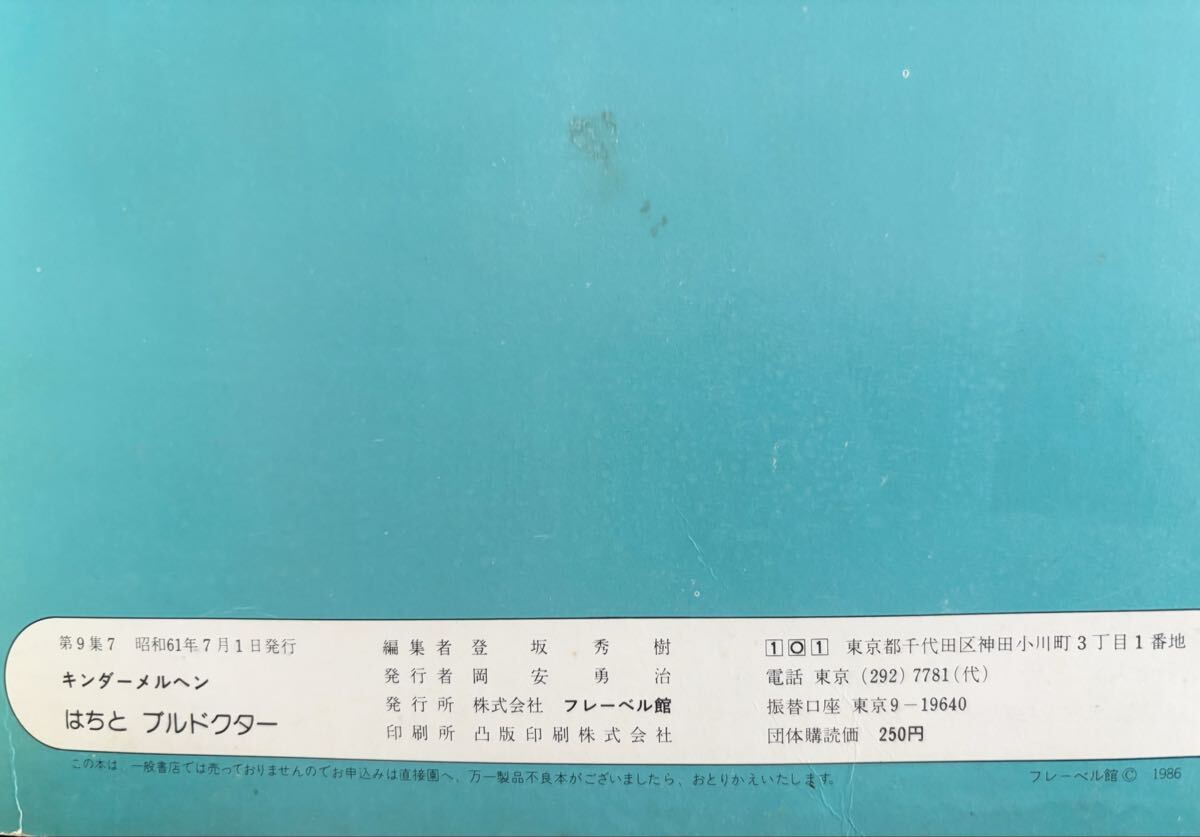 第9集7 昭和61年7月1日発行
キンダーメルヘン
はちと ブルドクター
編集者 登坂秀樹
発行者 岡安勇治
発行所 株式会社 フレーベル館
印刷所 凸版印刷株式会社
101 東京都千代田区神田小川町3丁目1番地
電話 東京 (292) 7781(代)
振替口座 東京9-19640
団体購読価 250円
この本は、一般書店では売っておりませんのでお申込みは直接園へ、万一製品不良本がございましたら、おとりかえいたします。
フレーベル館© 1986